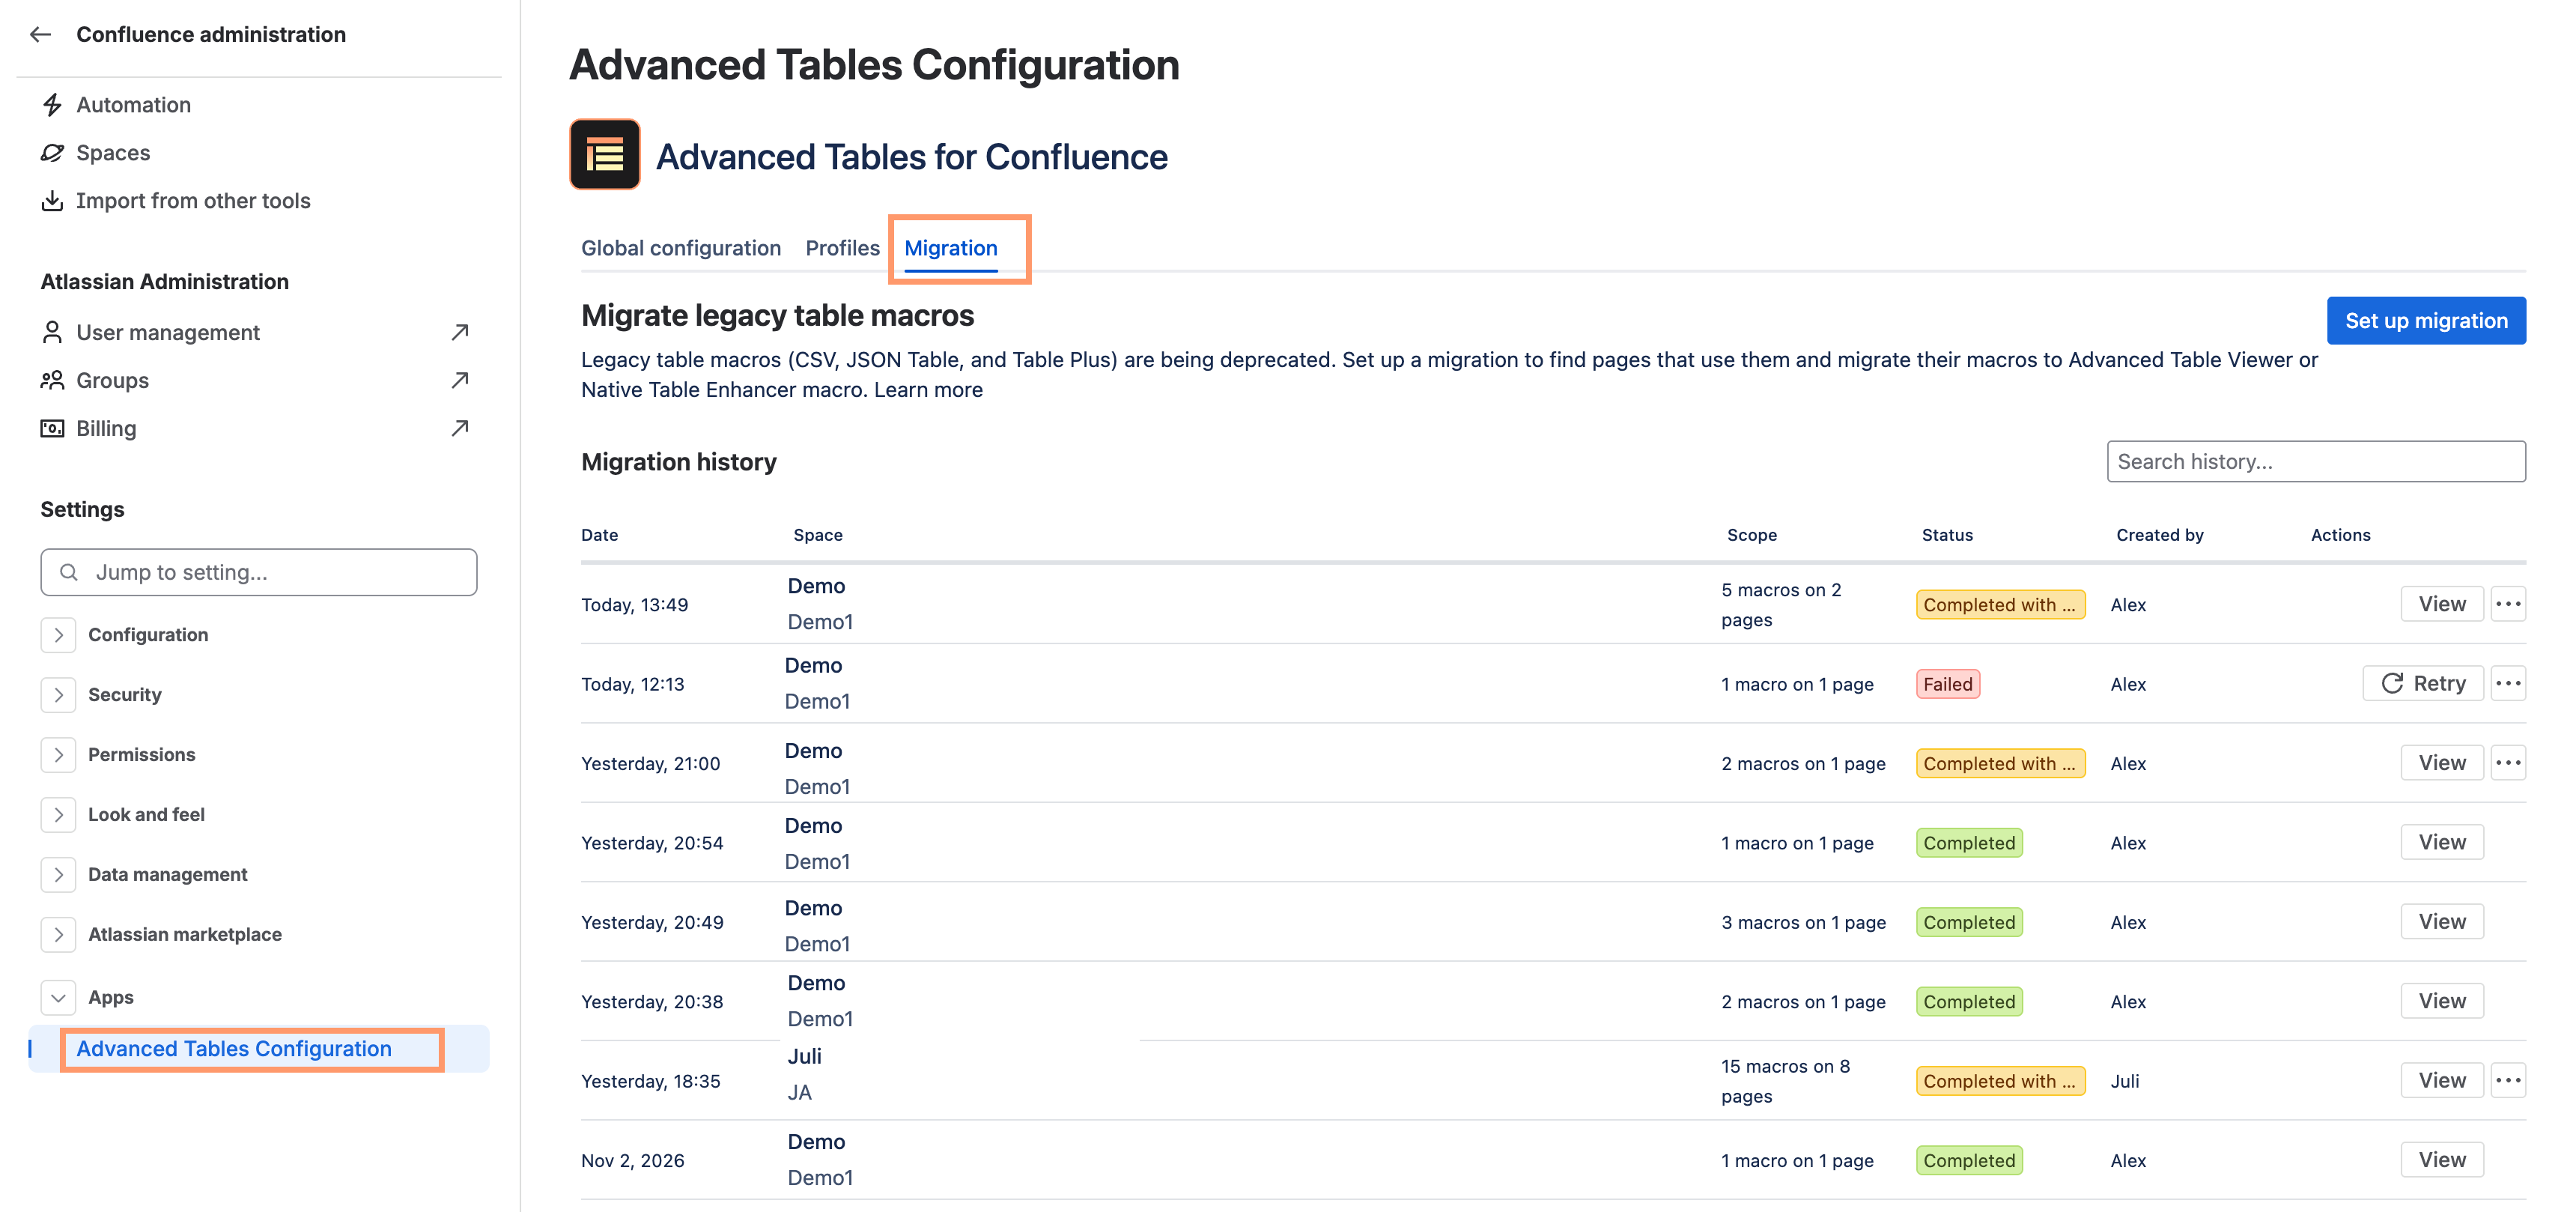 Confluence administration
Automation
Spaces
Import from other tools
Atlassian Administration
User management
Groups
Billing
Settings
Jump to setting...
Configuration
Security
Permissions
Look and feel
Data management
Atlassian marketplace
Apps
Advanced Tables Configuration
Advanced Tables Configuration
Advanced Tables for Confluence
Global configuration Profiles Migration
Migrate legacy table macros
Set up migration
Legacy table macros (CSV, JSON Table, and Table Plus) are being deprecated. Set up a migration to find pages that use them and migrate their macros to Advanced Table Viewer or
Native Table Enhancer macro. Learn more
Migration history
Search history...
Date Space Scope Status Created by Actions
Today, 13:49 Demo Demo1 5 macros on 2 pages Completed with ... Alex View
Today, 12:13 Demo Demo1 1 macro on 1 page Failed Alex Retry
Yesterday, 21:00 Demo Demo1 2 macros on 1 page Completed with ... Alex View
Yesterday, 20:54 Demo Demo1 1 macro on 1 page Completed Alex View
Yesterday, 20:49 Demo Demo1 3 macros on 1 page Completed Alex View
Yesterday, 20:38 Demo Demo1 2 macros on 1 page Completed Alex View
Yesterday, 18:35 Juli JA 15 macros on 8 pages Completed with ... Juli View
Nov 2, 2026 Demo Demo1 1 macro on 1 page Completed Alex View